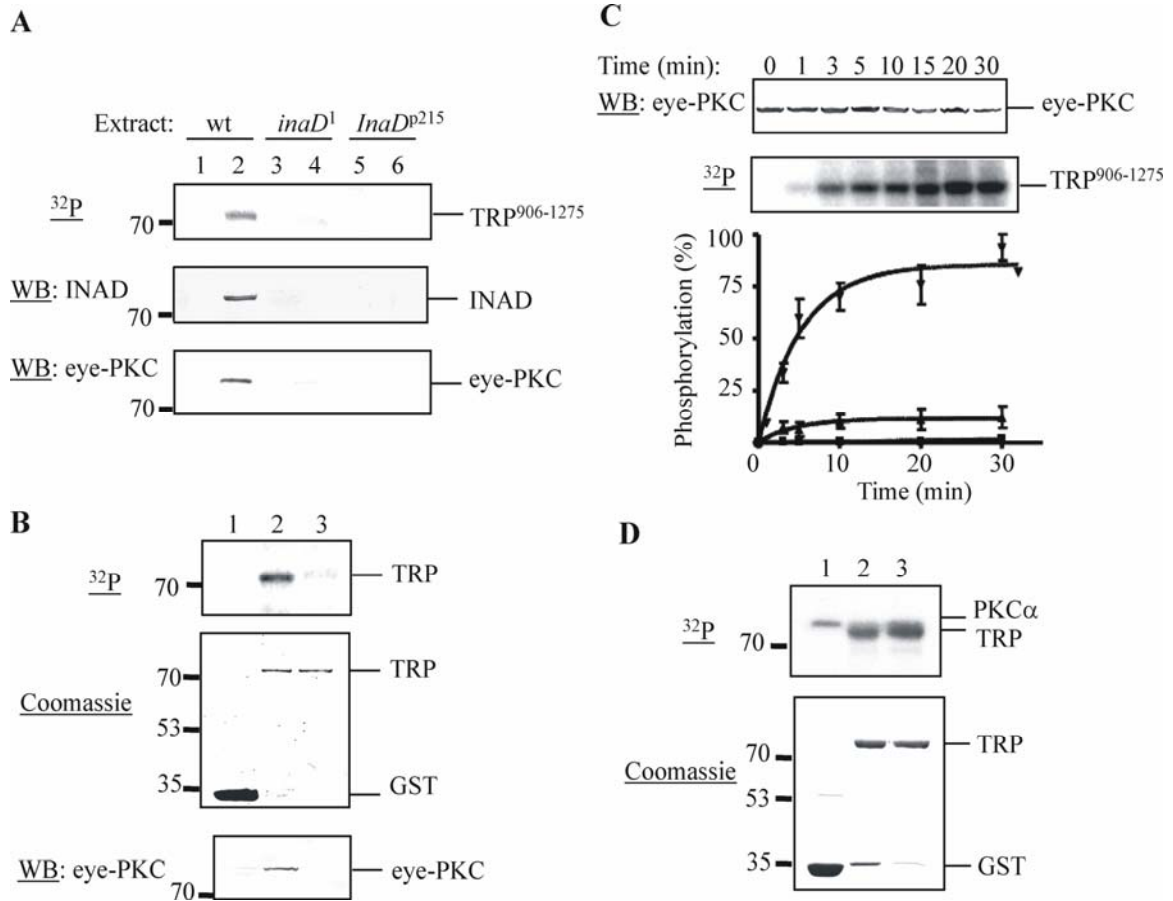 A
Extract: wt inaD¹ InaDᵖ²¹⁵
1 2 3 4 5 6
³²P
70
TRP⁹⁰⁶⁻¹²⁷⁵
WB: INAD
70
INAD
WB: eye-PKC
70
eye-PKC
B
1 2 3
³²P
70
TRP
Coomassie
70
53
35
TRP
GST
WB: eye-PKC
70
eye-PKC
C
Time (min): 0 1 3 5 10 15 20 30
WB: eye-PKC
eye-PKC
³²P
TRP⁹⁰⁶⁻¹²⁷⁵
Phosphorylation (%)
100
75
50
25
0 10 20 30
Time (min)
D
1 2 3
³²P
70
PKCα
TRP
Coomassie
70
53
35
TRP
GST